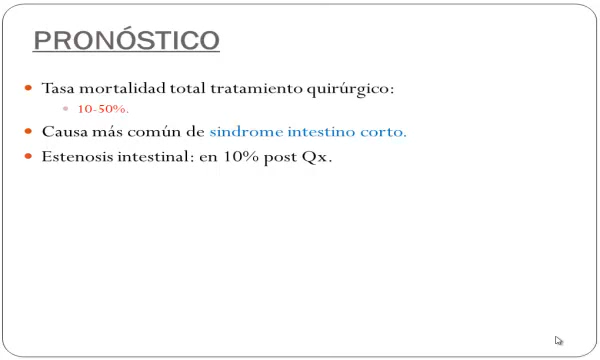 PRONÓSTICO
Tasa mortalidad total tratamiento quirúrgico:
10-50%.
Causa más común de sindrome intestino corto.
Estenosis intestinal: en 10% post Qx.